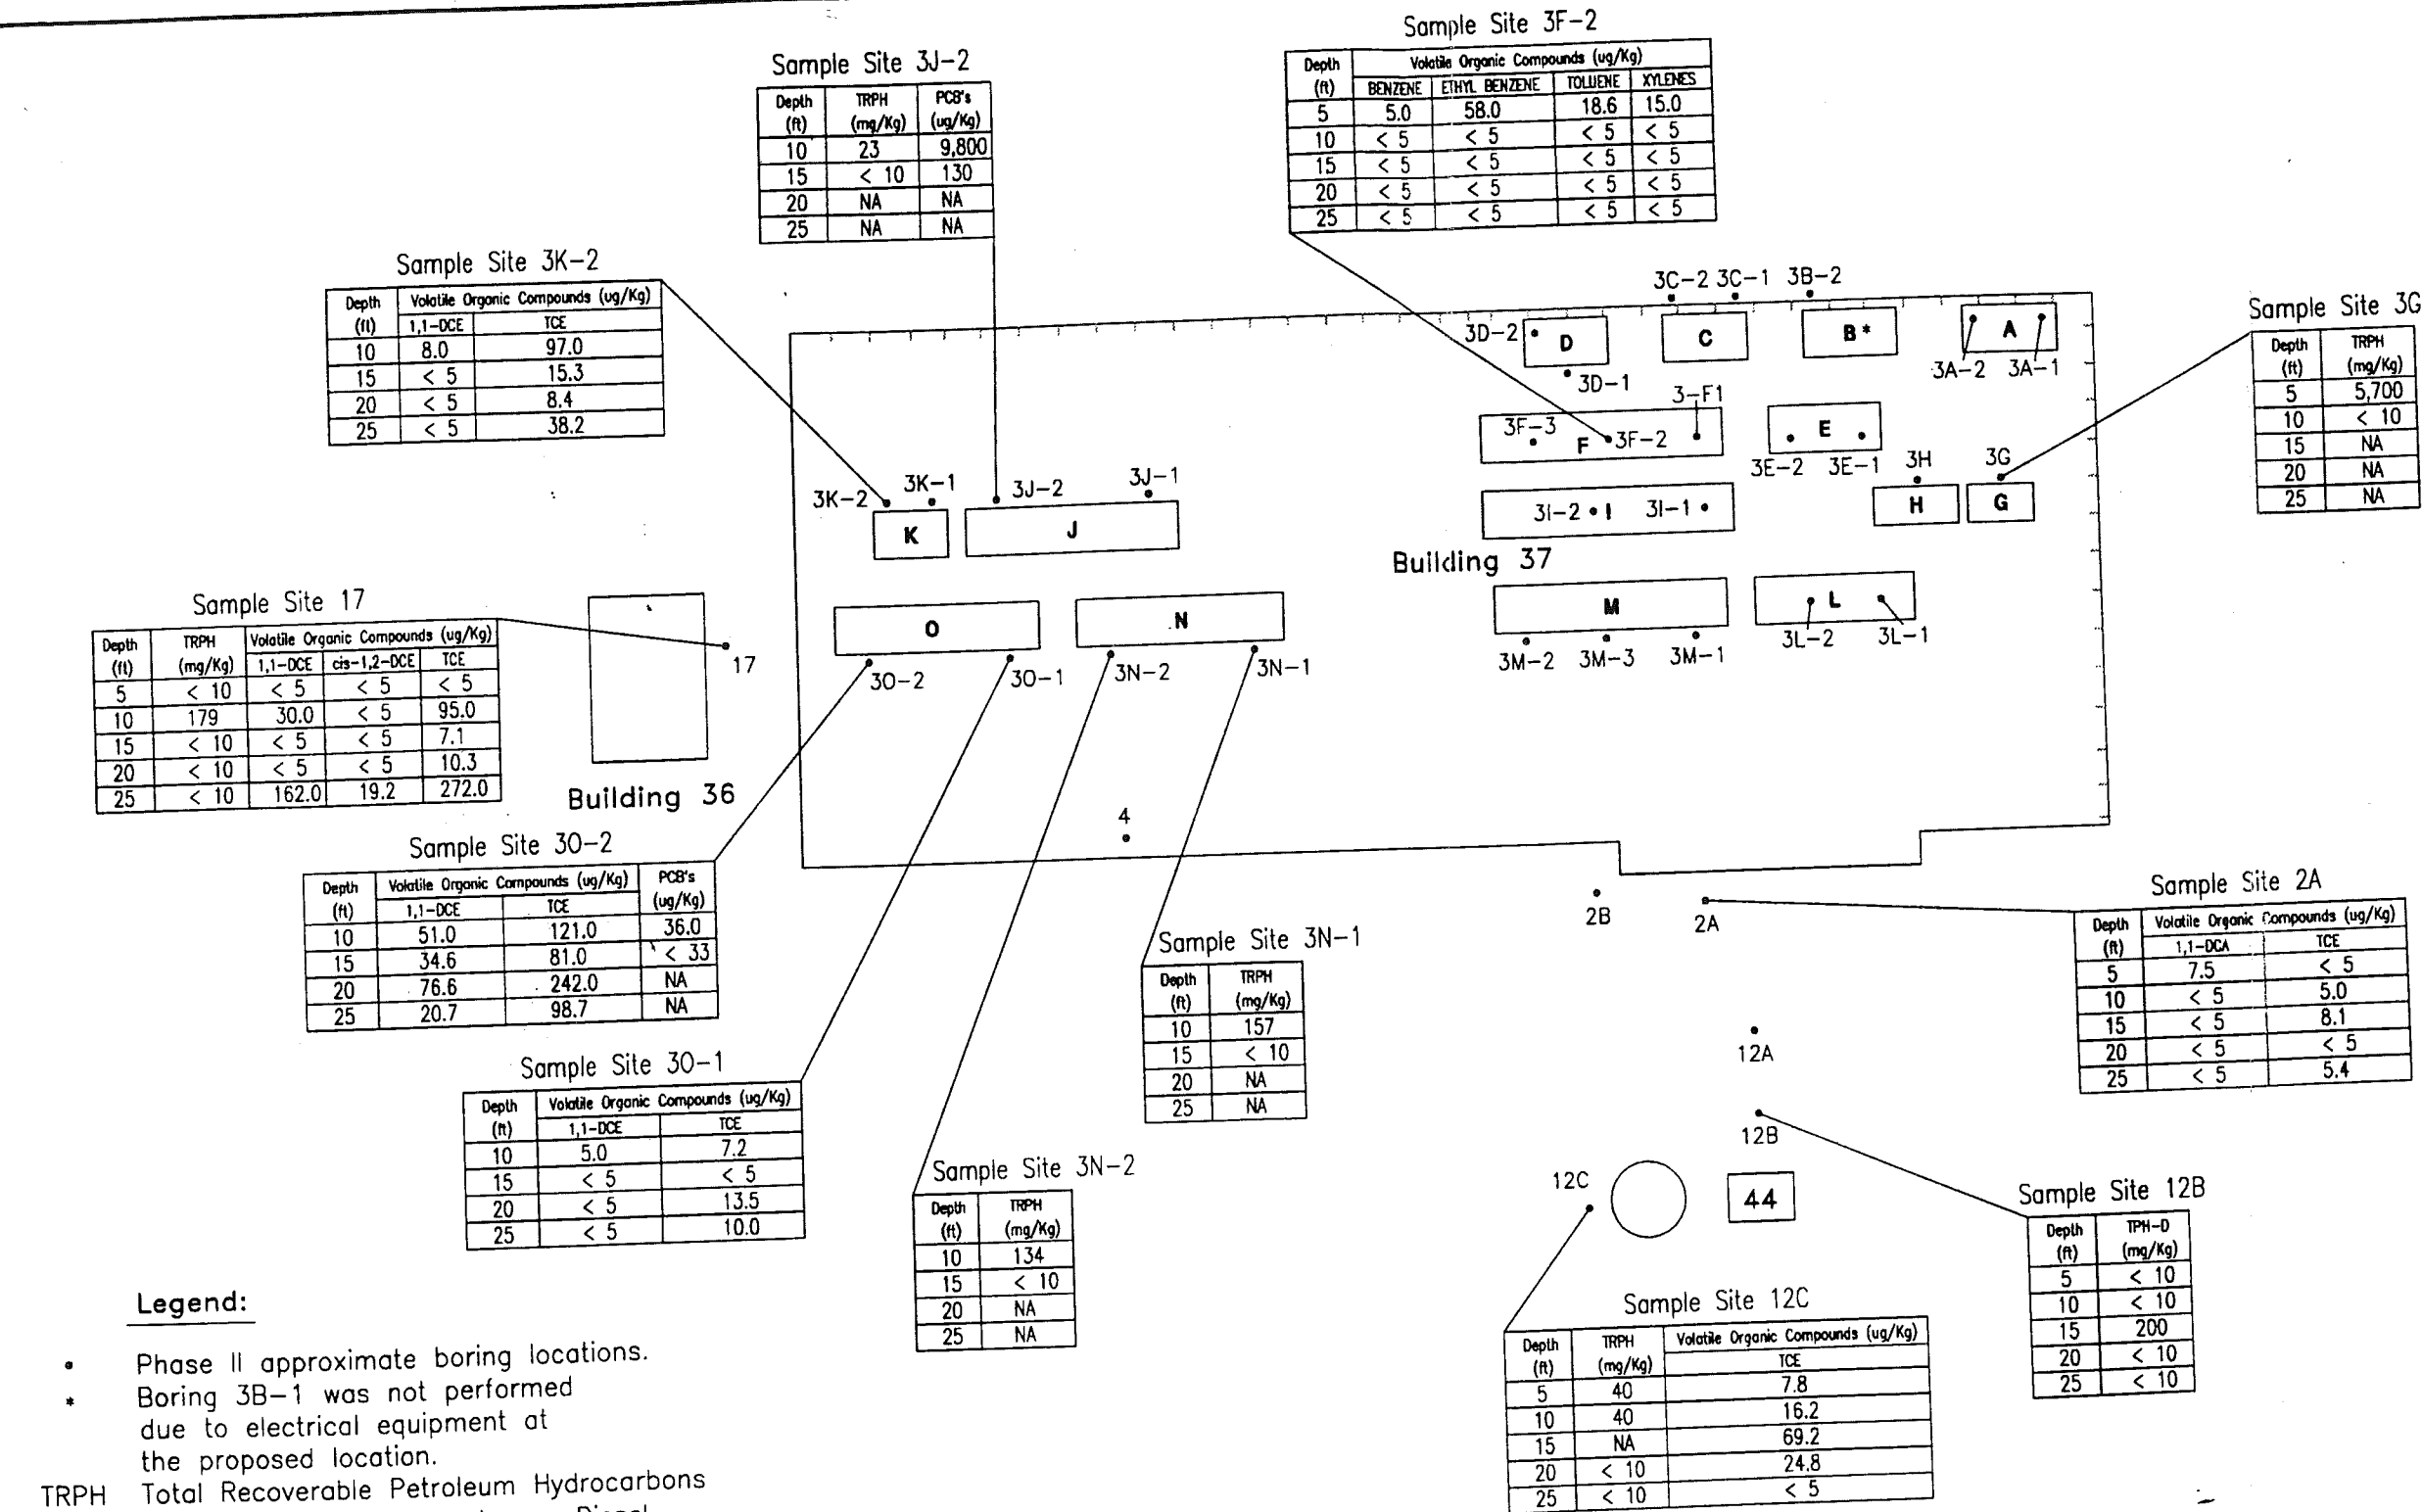 Sample Site 3J-2
Depth (ft) TRPH (mg/Kg) PCB's (ug/Kg)
10 23 9,800
15 < 10 130
20 NA NA
25 NA NA
Sample Site 3F-2
Depth (ft) Volatile Organic Compounds (ug/Kg)
BENZENE ETHYL BENZENE TOLUENE XYLENES
5 5.0 58.0 18.6 15.0
10 < 5 < 5 < 5 < 5
15 < 5 < 5 < 5 < 5
20 < 5 < 5 < 5 < 5
25 < 5 < 5 < 5 < 5
Sample Site 3K-2
Depth (ft) Volatile Organic Compounds (ug/Kg)
1,1-DCE TCE
10 8.0 97.0
15 < 5 15.3
20 < 5 8.4
25 < 5 38.2
Sample Site 3G
Depth (ft) TRPH (mg/Kg)
5 5,700
10 < 10
15 NA
20 NA
25 NA
3C-2 3C-1 3B-2
3D-2 D C B* A
3D-1 3A-2 3A-1
3-F1
3F-3 F 3F-2 E
3E-2 3E-1 3H 3G
3K-2 3K-1 3J-2 3J-1
3I-2 I 3I-1 H G
K J
Building 37
Sample Site 17
Depth (ft) TRPH (mg/Kg) Volatile Organic Compounds (ug/Kg)
1,1-DCE cis-1,2-DCE TCE
5 < 10 < 5 < 5 < 5
10 179 30.0 < 5 95.0
15 < 10 < 5 < 5 7.1
20 < 10 < 5 < 5 10.3
25 < 10 162.0 19.2 272.0
17
O N M L
3O-2 3O-1 3N-2 3N-1 3M-2 3M-3 3M-1 3L-2 3L-1
Building 36
4
Sample Site 3O-2
Depth (ft) Volatile Organic Compounds (ug/Kg) PCB's (ug/Kg)
1,1-DCE TCE
10 51.0 121.0 36.0
15 34.6 81.0 < 33
20 76.6 242.0 NA
25 20.7 98.7 NA
2B 2A
Sample Site 2A
Depth (ft) Volatile Organic Compounds (ug/Kg)
1,1-DCA TCE
5 7.5 < 5
10 < 5 5.0
15 < 5 8.1
20 < 5 < 5
25 < 5 5.4
Sample Site 3N-1
Depth (ft) TRPH (mg/Kg)
10 157
15 < 10
20 NA
25 NA
12A
12B
Sample Site 3O-1
Depth (ft) Volatile Organic Compounds (ug/Kg)
1,1-DCE TCE
10 5.0 7.2
15 < 5 < 5
20 < 5 13.5
25 < 5 10.0
Sample Site 3N-2
Depth (ft) TRPH (mg/Kg)
10 134
15 < 10
20 NA
25 NA
12C
44
Sample Site 12B
Depth (ft) TPH-D (mg/Kg)
5 < 10
10 < 10
15 200
20 < 10
25 < 10
Sample Site 12C
Depth (ft) TRPH (mg/Kg) Volatile Organic Compounds (ug/Kg)
TCE
5 40 7.8
10 40 16.2
15 NA 69.2
20 < 10 24.8
25 < 10 < 5
Legend:
• Phase II approximate boring locations.
* Boring 3B-1 was not performed
due to electrical equipment at
the proposed location.
TRPH Total Recoverable Petroleum Hydrocarbons
Diesel